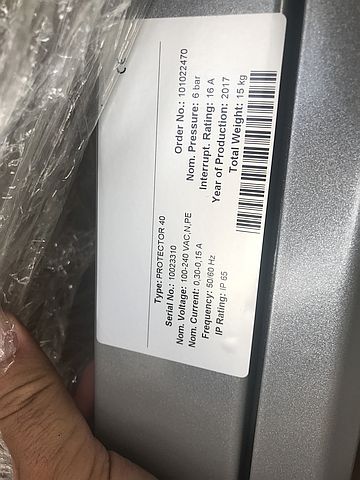 Type: PROTECTOR 40
Serial No.: 10023310
Nom. Voltage: 100-240 VAC,N,PE
Nom. Current: 0,30-0,15 A
Frequency: 50/60 Hz
IP Rating: IP 65
Order No.: 101022470
Nom. Pressure: 6 bar
Interrupt. Rating: 16 A
Year of Production: 2017
Total Weight: 15 kg